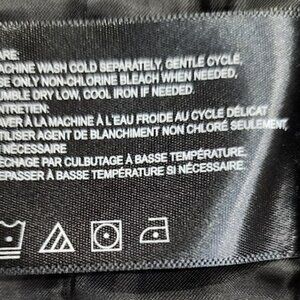 ARE:
ACHINE WASH COLD SEPARATELY, GENTLE CYCLE,
SE ONLY NON-CHLORINE BLEACH WHEN NEEDED,
UMBLE DRY LOW, COOL IRON IF NEEDED.
NTRETIEN:
AVER À LA MACHINE À L'EAU FROIDE AU CYCLE DÉLICAT
TILISER AGENT DE BLANCHIMENT NON CHLORÉ SEULEMENT,
I NÉCESSAIRE
ÉCHAGE PAR CULBUTAGE À BASSE TEMPÉRATURE.
EPASSER À BASSE TEMPÉRATURE SI NÉCESSAIRE.